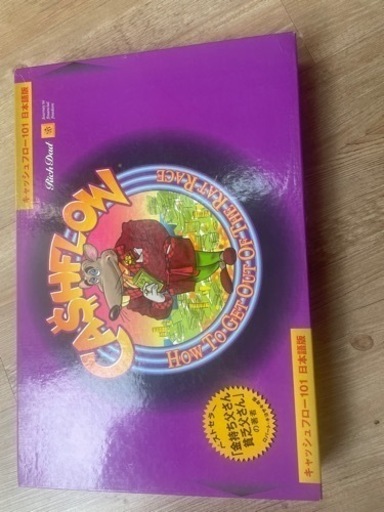 キャッシュフロー101 日本語版
Rich Dad
CASHFLOW
HOW TO GET OUT OF THE RAT RACE
ベストセラー
「金持ち父さん
貧乏父さん」
の著者
キャッシュフロー101 日本語版